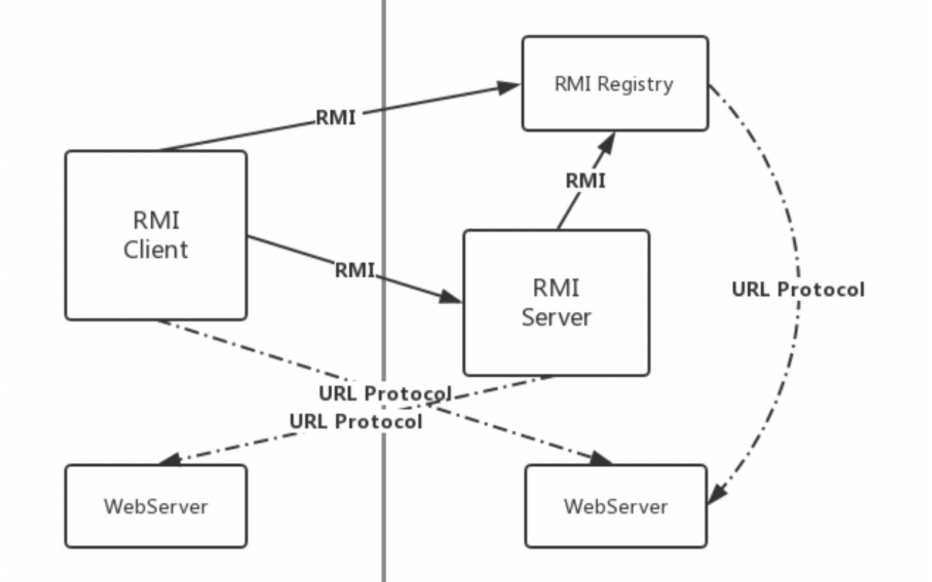 RMI Registry
RMI
RMI
RMI
Client
RMI
RMI
Server
URL Protocol
URL Protocol
URL Protocol
WebServer
WebServer